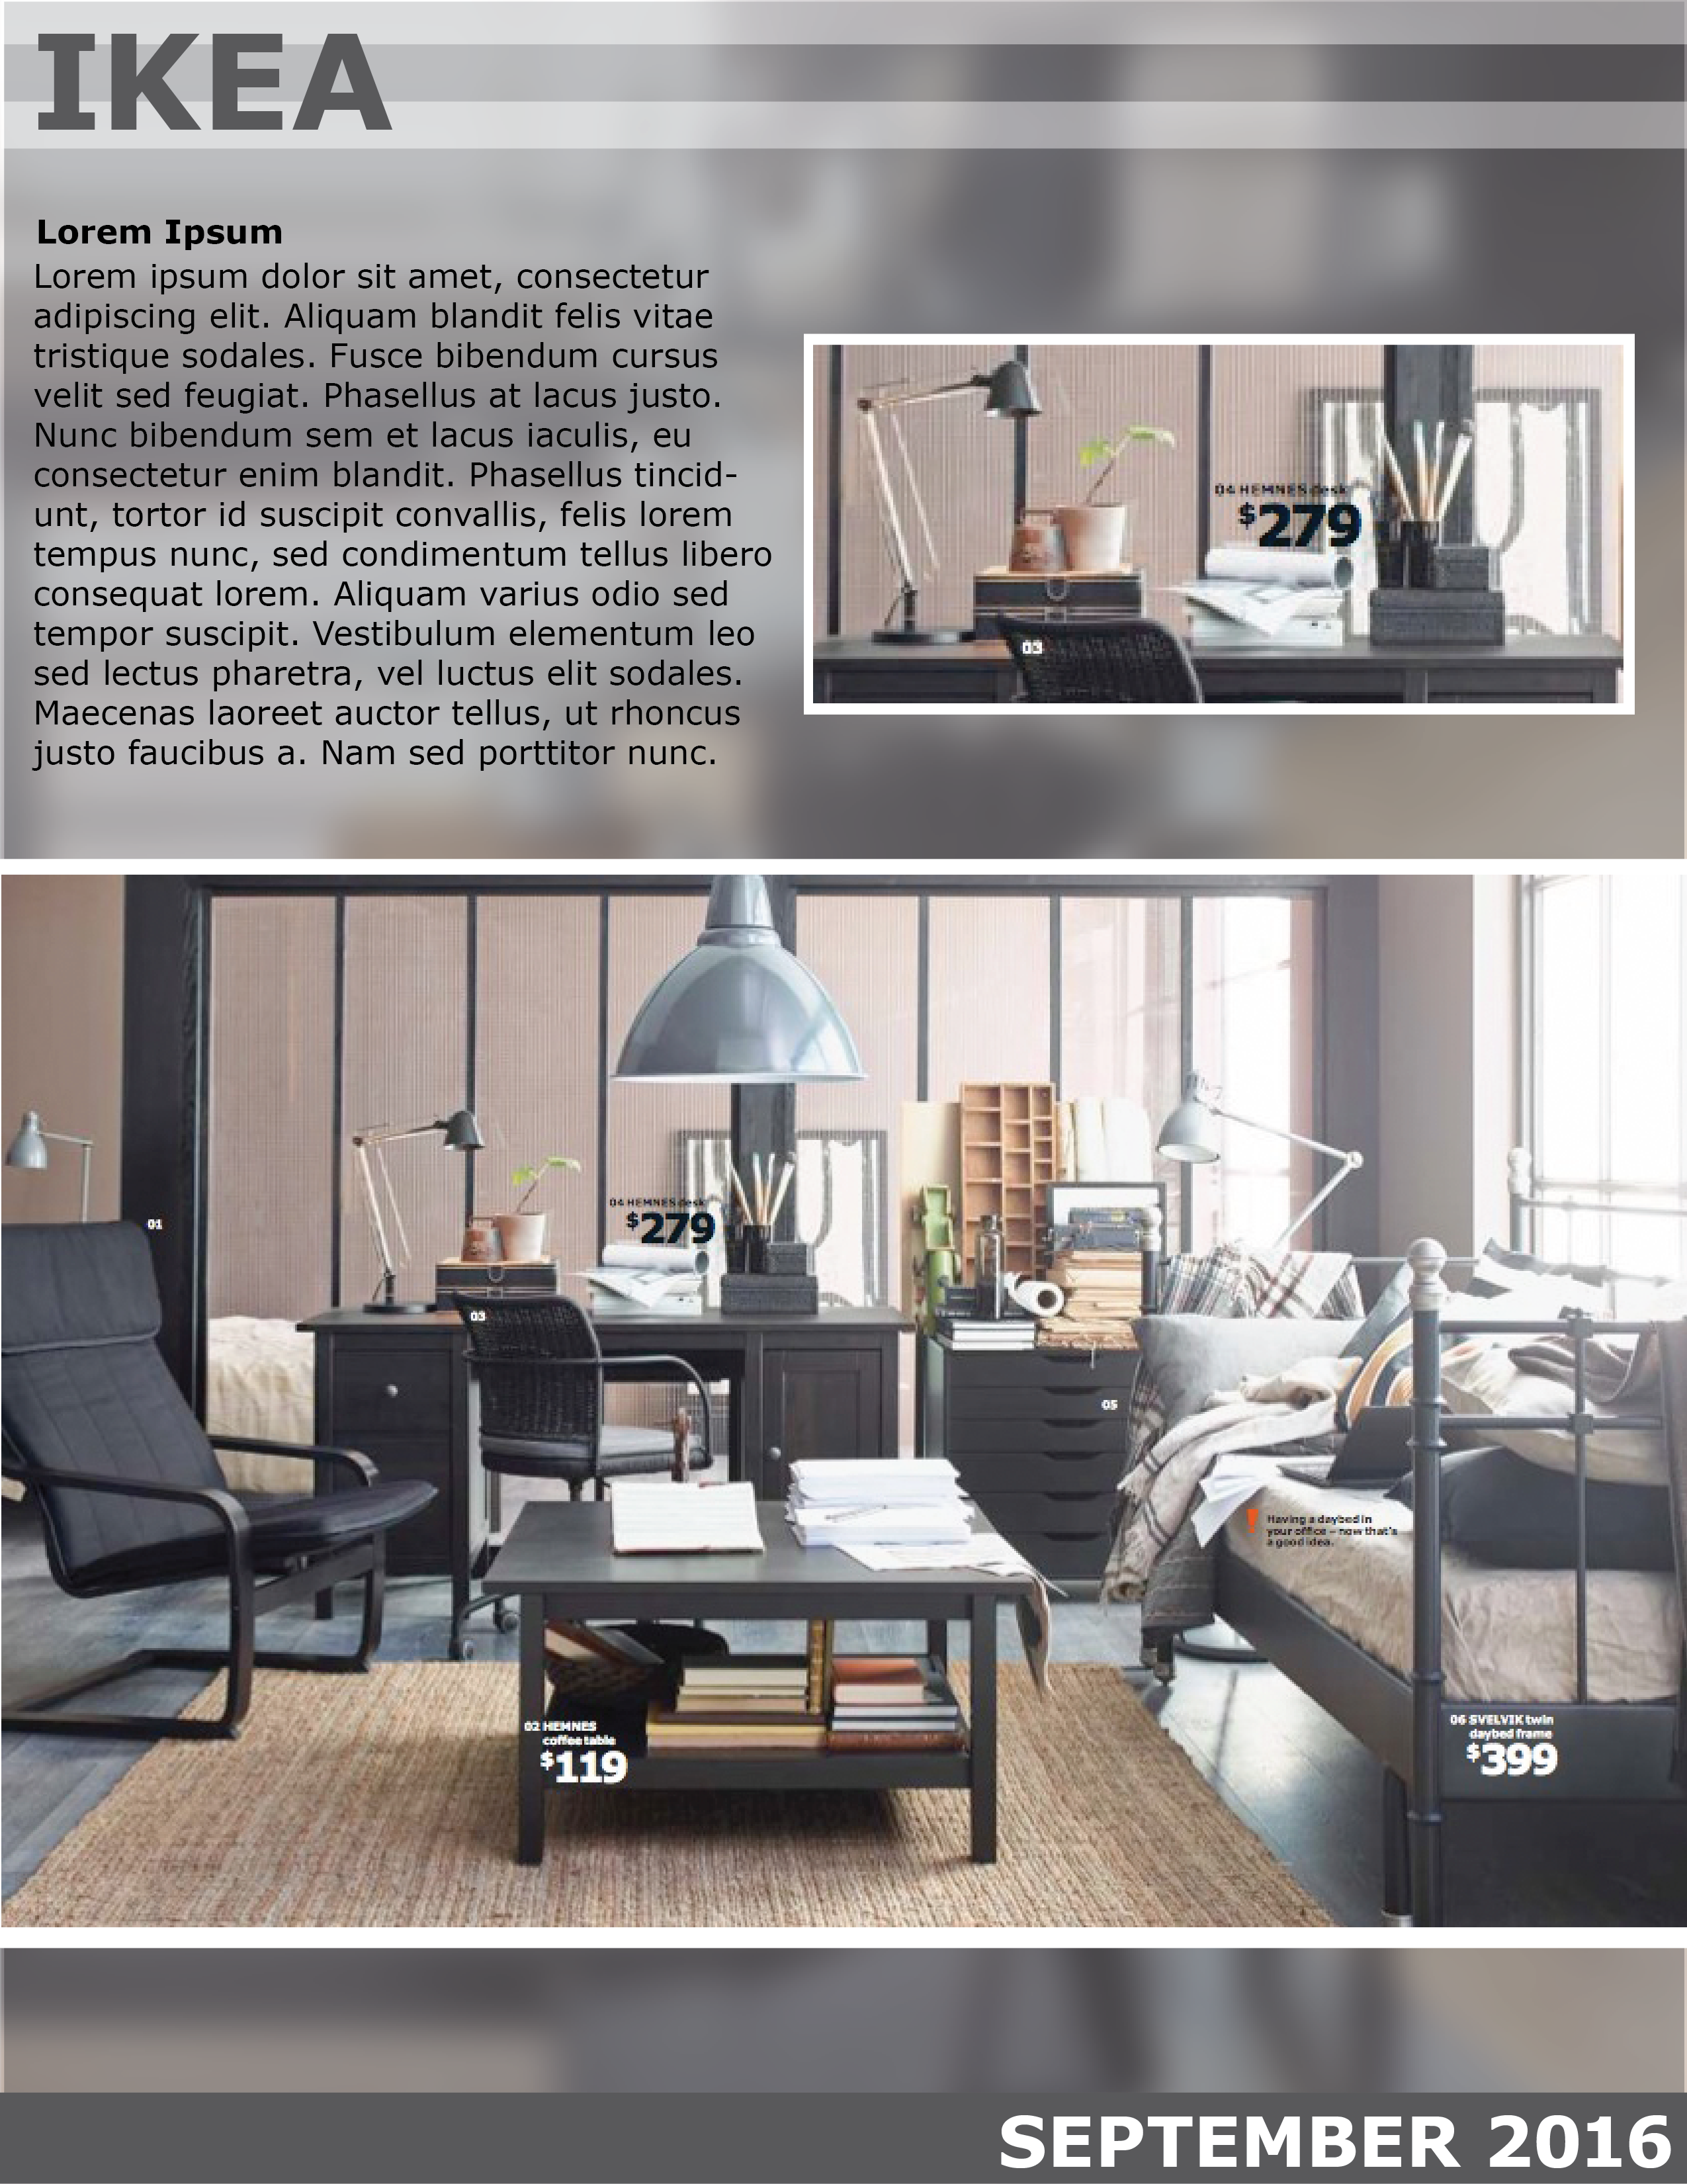 IKEA
Lorem Ipsum
Lorem ipsum dolor sit amet, consectetur
adipiscing elit. Aliquam blandit felis vitae
tristique sodales. Fusce bibendum cursus
velit sed feugiat. Phasellus at lacus justo.
Nunc bibendum sem et lacus iaculis, eu
consectetur enim blandit. Phasellus tincid-
unt, tortor id suscipit convallis, felis lorem
tempus nunc, sed condimentum tellus libero
consequat lorem. Aliquam varius odio sed
tempor suscipit. Vestibulum elementum leo
sed lectus pharetra, vel luctus elit sodales.
Maecenas laoreet auctor tellus, ut rhoncus
justo faucibus a. Nam sed porttitor nunc.
04 HEMNES desk
$279
03
01
04 HEMNES desk
$279
03
05
! Having a daybed in
your office – now that's
a good idea.
02 HEMNES
coffee table
$119
06 SVELVIK twin
daybed frame
$399
SEPTEMBER 2016